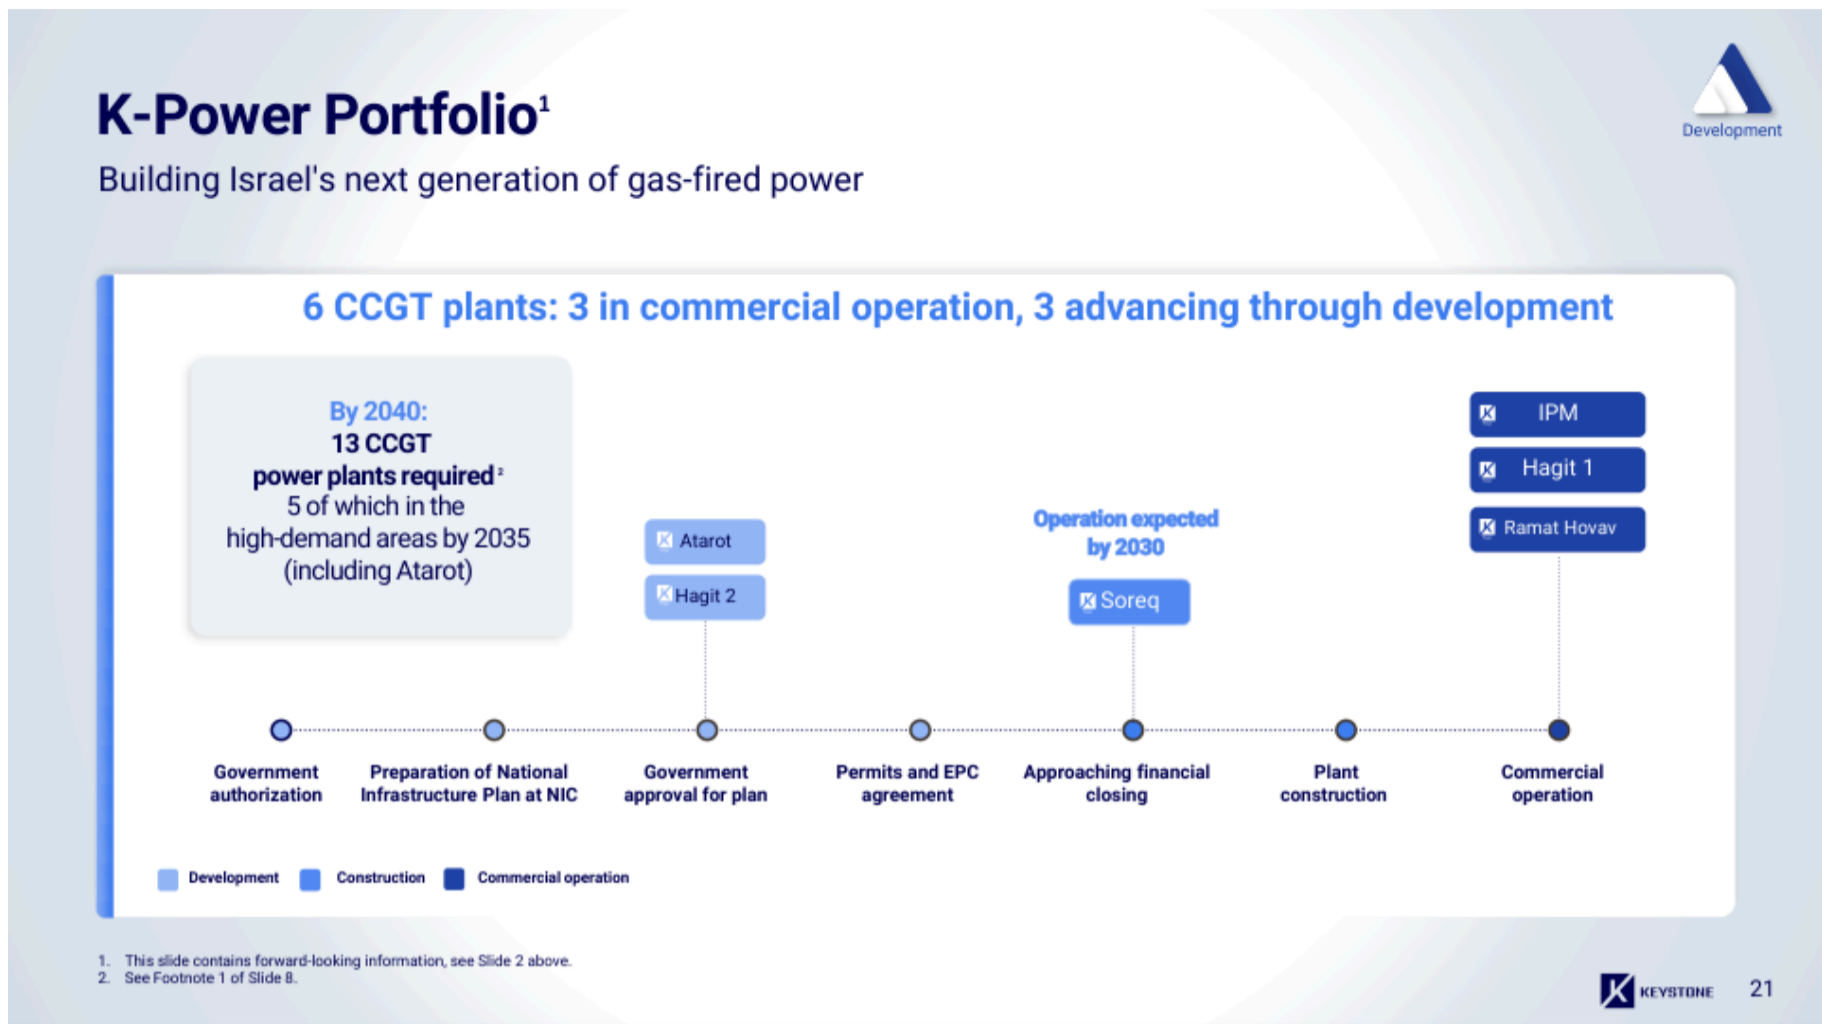 K-Power Portfolio¹
Development
Building Israel's next generation of gas-fired power
6 CCGT plants: 3 in commercial operation, 3 advancing through development
By 2040:
13 CCGT
power plants required²
5 of which in the
high-demand areas by 2035
(including Atarot)
Atarot
Hagit 2
Operation expected
by 2030
Soreq
IPM
Hagit 1
Ramat Hovav
Government
authorization
Preparation of National
Infrastructure Plan at NIC
Government
approval for plan
Permits and EPC
agreement
Approaching financial
closing
Plant
construction
Commercial
operation
Development
Construction
Commercial operation
1. This slide contains forward-looking information, see Slide 2 above.
2. See Footnote 1 of Slide 8.
KEYSTONE
21